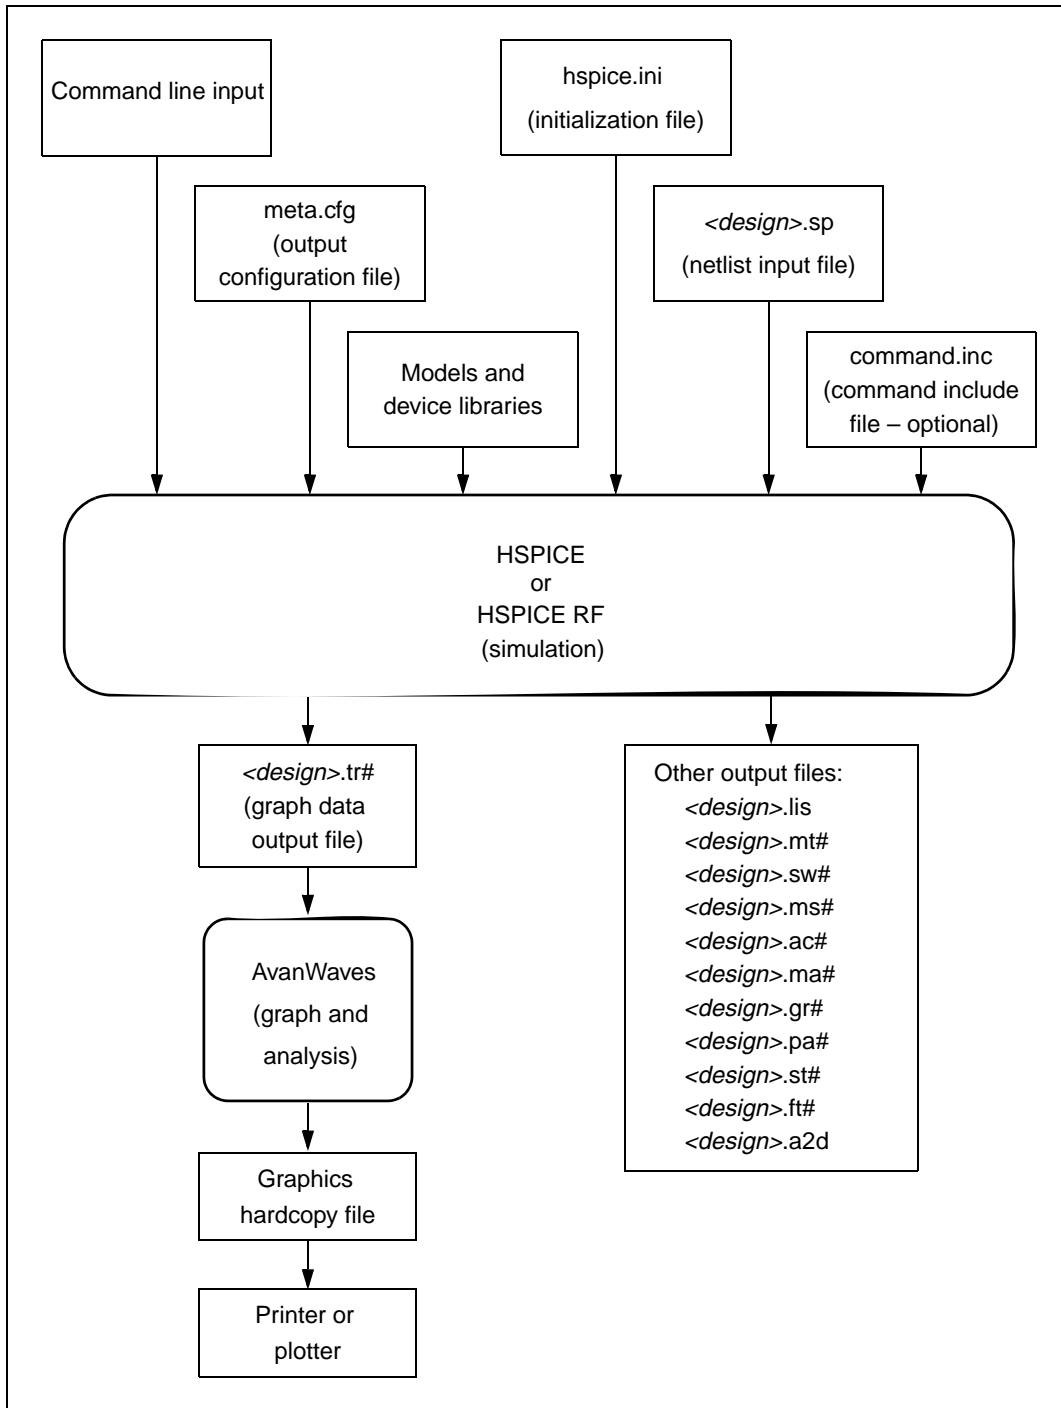 Command line input
hspice.ini
(initialization file)
meta.cfg
(output
configuration file)
<design>.sp
(netlist input file)
Models and
device libraries
command.inc
(command include
file – optional)
HSPICE
or
HSPICE RF
(simulation)
<design>.tr#
(graph data
output file)
AvanWaves
(graph and
analysis)
Graphics
hardcopy file
Printer or
plotter
Other output files:
<design>.lis
<design>.mt#
<design>.sw#
<design>.ms#
<design>.ac#
<design>.ma#
<design>.gr#
<design>.pa#
<design>.st#
<design>.ft#
<design>.a2d